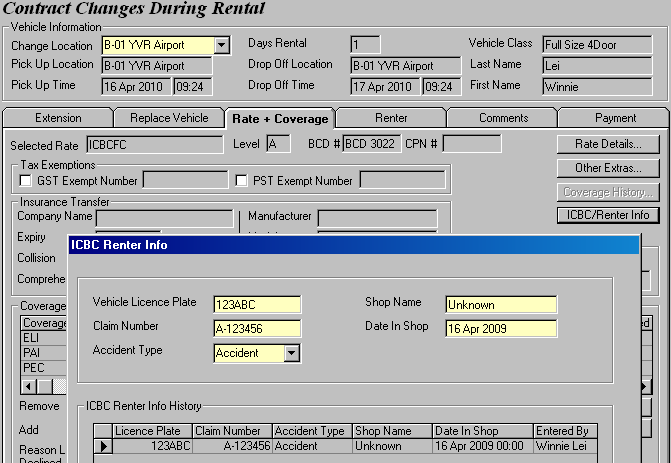 Contract Changes During Rental
Vehicle Information
Change Location B-01 YVR Airport Days Rental 1 Vehicle Class Full Size 4Door
Pick Up Location B-01 YVR Airport Drop Off Location B-01 YVR Airport Last Name Lei
Pick Up Time 16 Apr 2010 09:24 Drop Off Time 17 Apr 2010 09:24 First Name Winnie
Extension Replace Vehicle Rate + Coverage Renter Comments Payment
Selected Rate ICBCFC Level A BCD # BCD 3022 CPN # Rate Details...
Tax Exemptions
GST Exempt Number PST Exempt Number Other Extras...
Coverage History...
Insurance Transfer
Company Name Manufacturer ICBC/Renter Info
Expiry
ICBC Renter Info
Collision
Comprehe
Vehicle Licence Plate 123ABC Shop Name Unknown
Claim Number A-123456 Date In Shop 16 Apr 2009
Accident Type Accident
Coverage
Coverage ed
ELI
PAI
PEC
Remove
ICBC Renter Info History
Add
Licence Plate Claim Number Accident Type Shop Name Date In Shop Entered By
123ABC A-123456 Accident Unknown 16 Apr 2009 00:00 Winnie Lei
Reason L